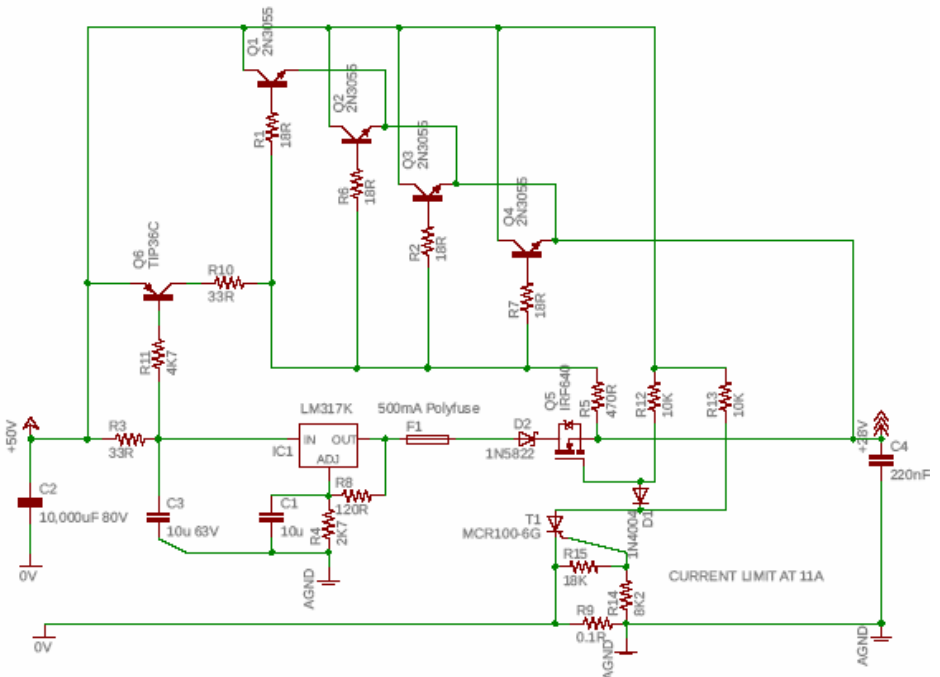 Q1
2N3055
R1
18R
Q2
2N3055
R6
18R
Q3
2N3055
R2
18R
Q4
2N3055
R7
18R
Q6
TIP36C
R10
33R
R11
4K7
Q5
IRF640
R5
470R
R12
10K
R13
10K
LM317K
500mA Polyfuse
+50V
R3
33R
IN
OUT
ADJ
IC1
F1
D2
1N5822
+28V
C4
220nF
C2
10,000uF 80V
C3
10u 63V
C1
10u
R8
120R
R4
2K7
D1
1N4004
T1
MCR100-6G
R15
18K
R14
8K2
CURRENT LIMIT AT 11A
0V
AGND
R9
0.1R
0V
AGND
AGND